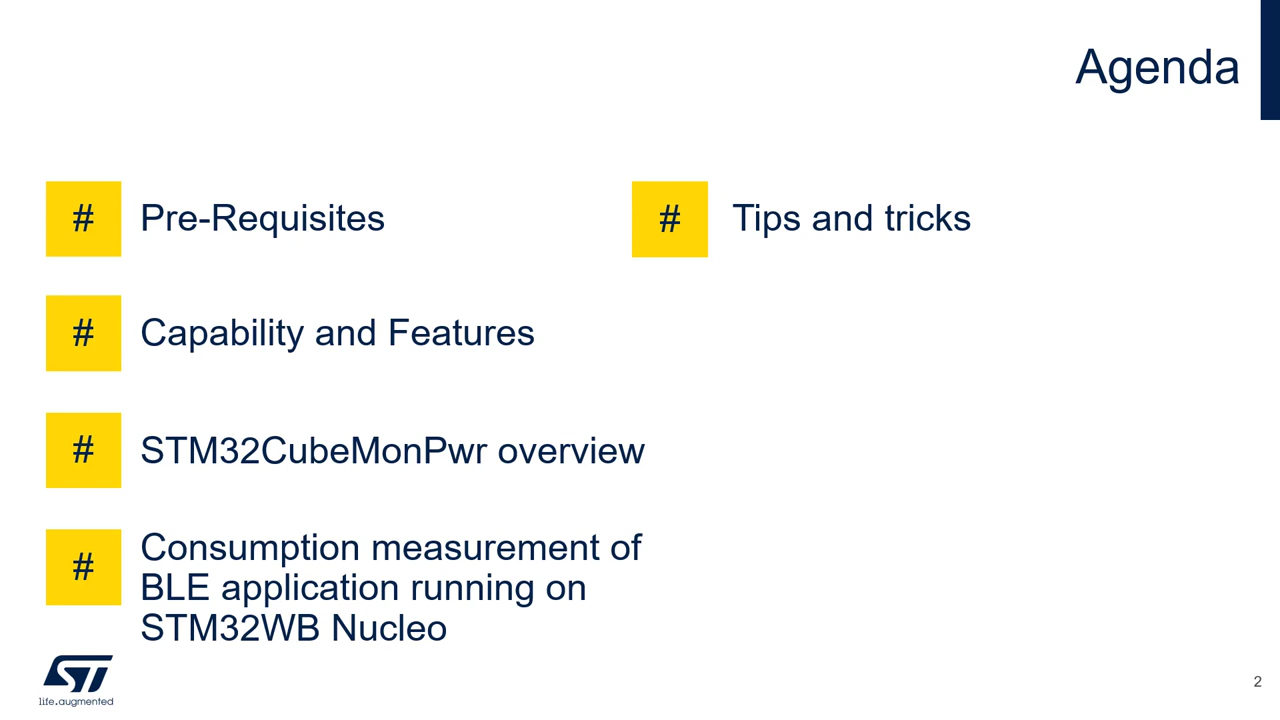 Agenda
# Pre-Requisites
# Capability and Features
# STM32CubeMonPwr overview
# Consumption measurement of
BLE application running on
STM32WB Nucleo
# Tips and tricks
ST
life.augmented
2